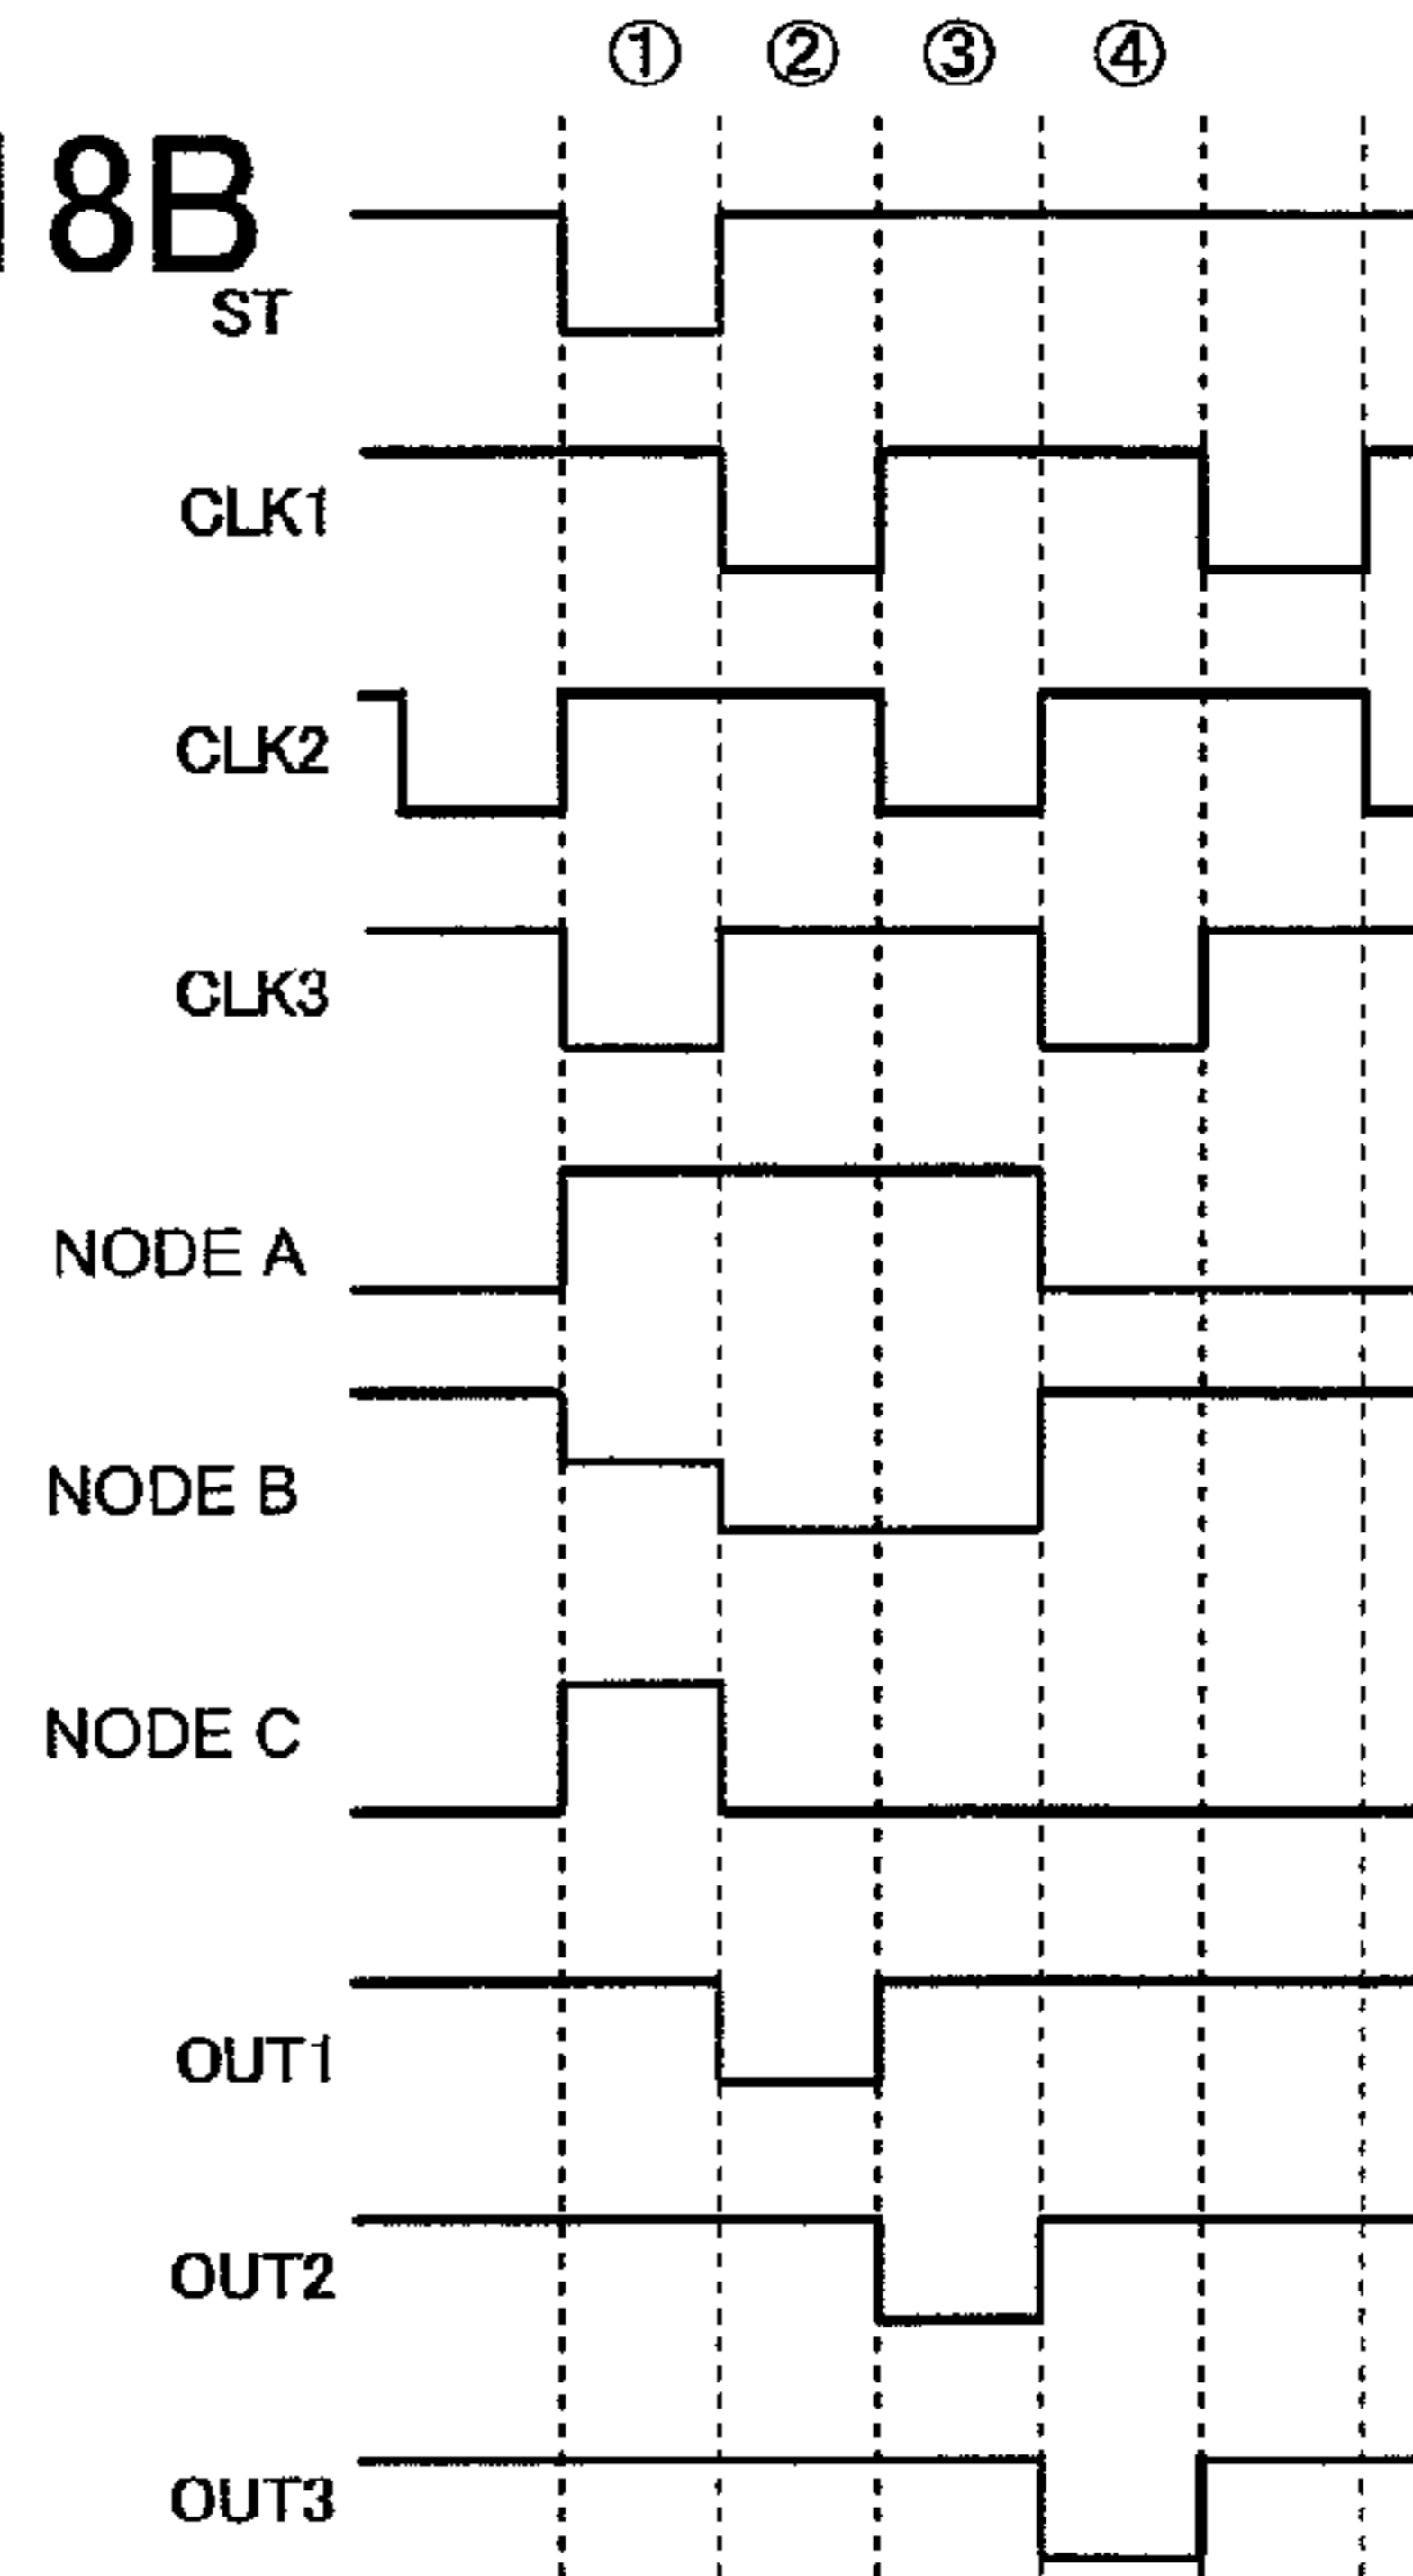 ① ② ③ ④
8B
ST
CLK1
CLK2
CLK3
NODE A
NODE B
NODE C
OUT1
OUT2
OUT3